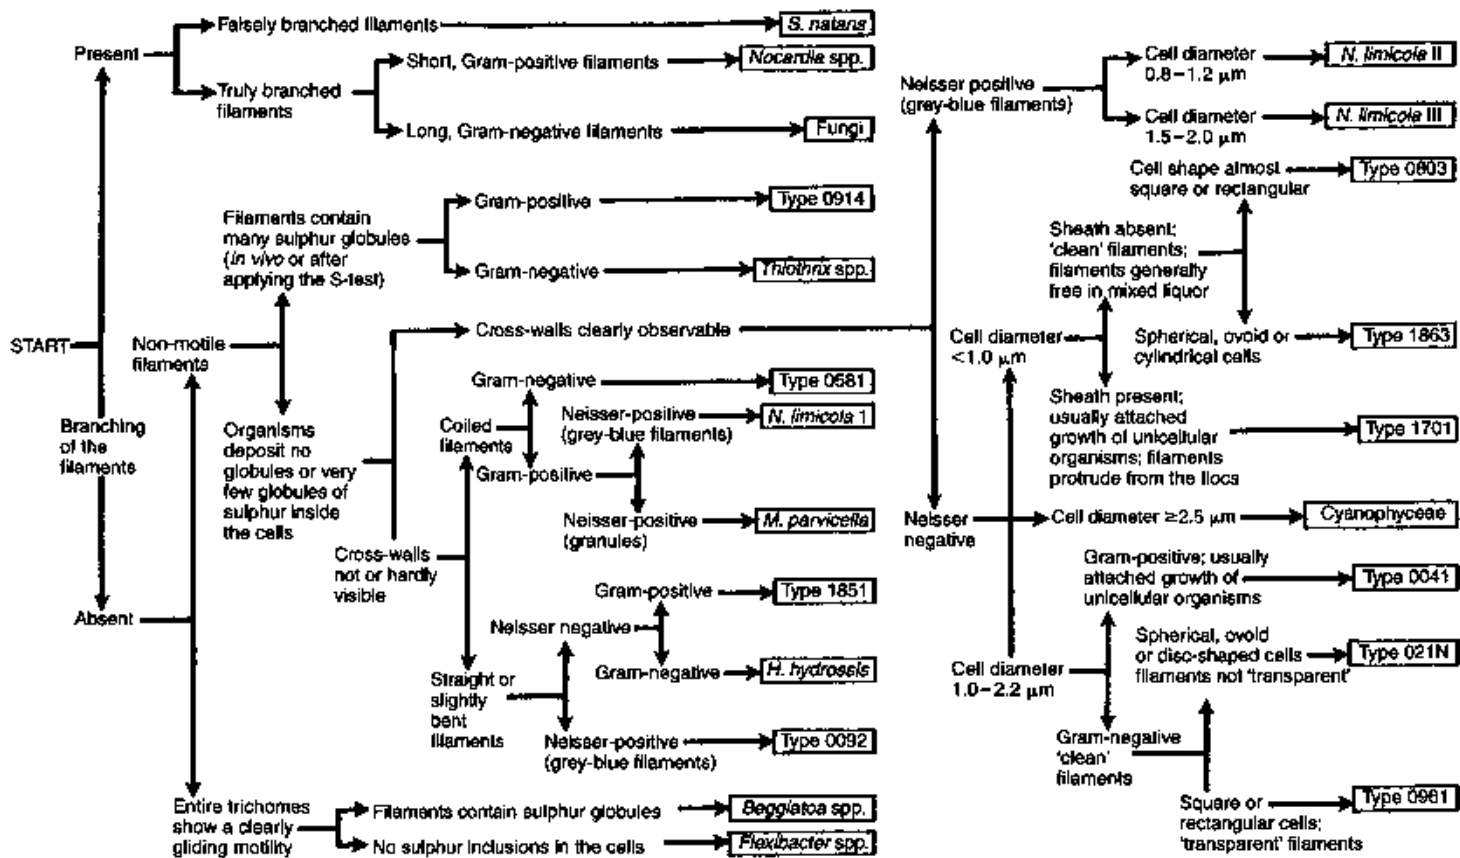 START
Branching
of the
filaments
Present
Falsely branched filaments
S. natans
Truly branched
filaments
Short, Gram-positive filaments
Nocardia spp.
Long, Gram-negative filaments
Fungi
Absent
Non-motile
filaments
Filaments contain
many sulphur globules
(in vivo or after
applying the S-test)
Gram-positive
Type 0914
Gram-negative
Thiothrix spp.
Organisms
deposit no
globules or very
few globules of
sulphur inside
the cells
Cross-walls clearly observable
Cross-walls
not or hardly
visible
Coiled
filaments
Gram-negative
Type 0581
Gram-positive
Neisser-positive
(grey-blue filaments)
N. limicola 1
Neisser-positive
(granules)
M. parvicella
Straight or
slightly
bent
filaments
Neisser negative
Gram-positive
Type 1851
Gram-negative
H. hydrossis
Neisser-positive
(grey-blue filaments)
Type 0092
Entire trichomes
show a clearly
gliding motility
Filaments contain sulphur globules
Beggiatoa spp.
No sulphur inclusions in the cells
Flexibacter spp.
Neisser positive
(grey-blue filaments)
Cell diameter
0.8–1.2 μm
N. limicola II
Cell diameter
1.5–2.0 μm
N. limicola III
Neisser
negative
Cell diameter
<1.0 μm
Sheath absent;
'clean' filaments;
filaments generally
free in mixed liquor
Cell shape almost
square or rectangular
Type 0803
Spherical, ovoid or
cylindrical cells
Type 1863
Sheath present;
usually attached
growth of unicellular
organisms; filaments
protrude from the flocs
Type 1701
Cell diameter ≥2.5 μm
Cyanophyceae
Cell diameter
1.0–2.2 μm
Gram-positive; usually
attached growth of
unicellular organisms
Type 0041
Gram-negative
'clean'
filaments
Spherical, ovoid
or disc-shaped cells
filaments not 'transparent'
Type 021N
Square or
rectangular cells;
'transparent' filaments
Type 0961